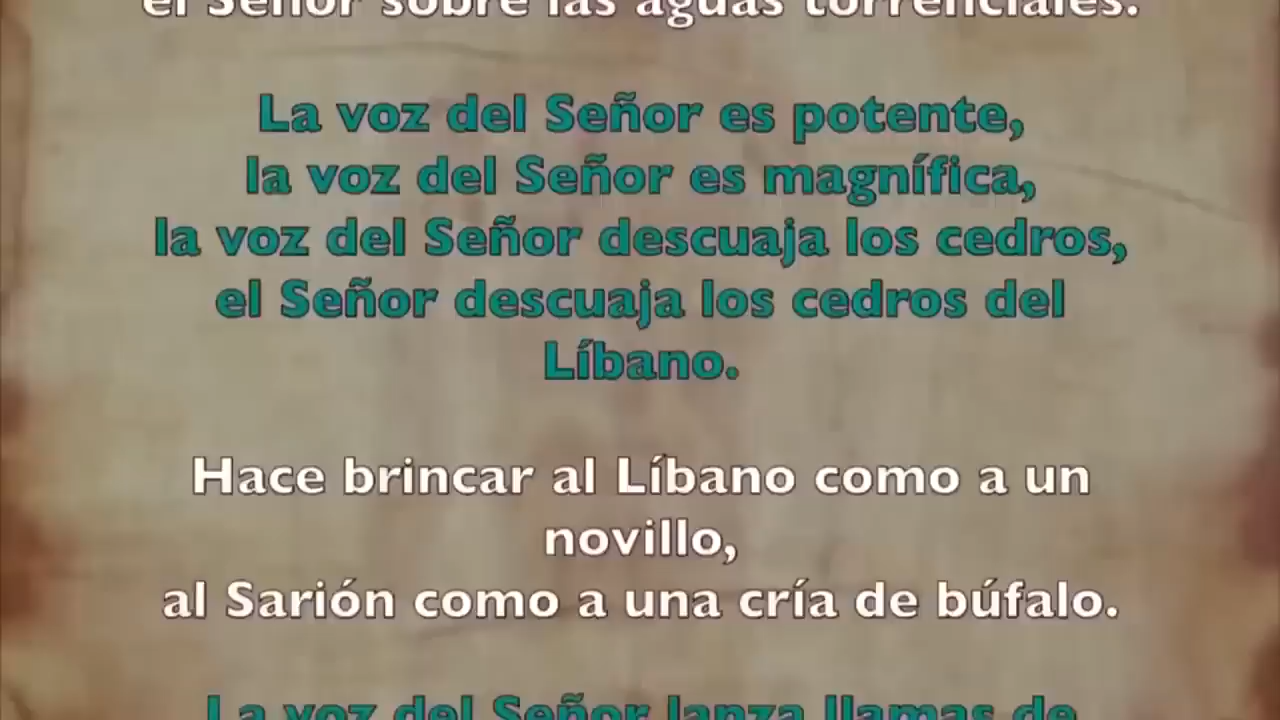 el Señor sobre las aguas torrenciales.
La voz del Señor es potente,
la voz del Señor es magnífica,
la voz del Señor descuaja los cedros,
el Señor descuaja los cedros del
Líbano.
Hace brincar al Líbano como a un
novillo,
al Sarión como a una cría de búfalo.
La voz del Señor lanza llamas de